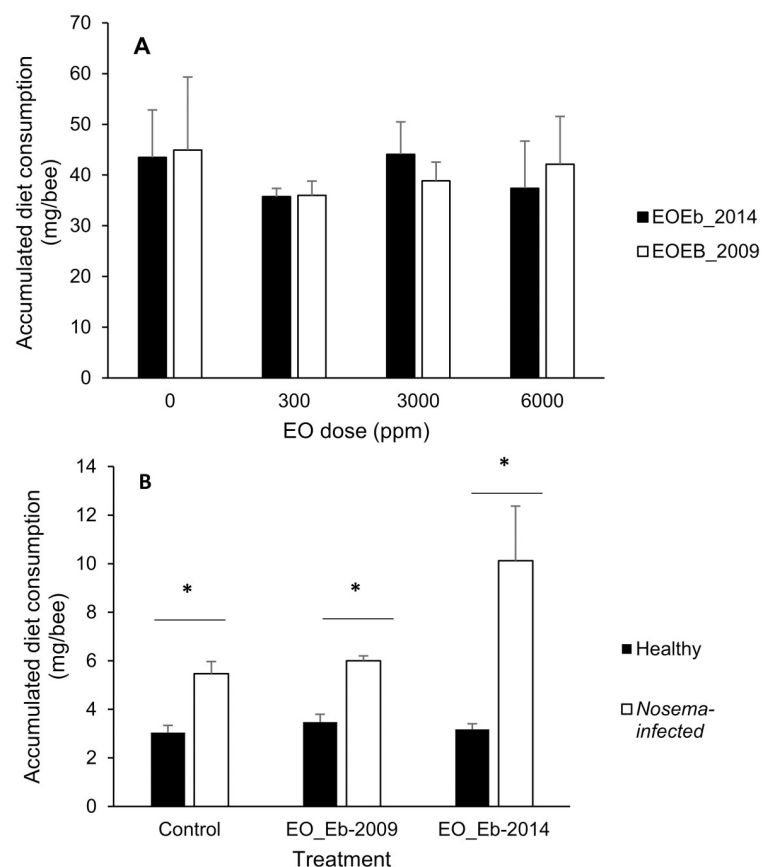 A
70
60
50
40
30
20
10
0
Accumulated diet consumption
(mg/bee)
0 300 3000 6000
EO dose (ppm)
EOEb_2014
EOEB_2009
B
14
12
10
8
6
4
2
0
Accumulated diet consumption
(mg/bee)
* * *
Control EO_Eb-2009 EO_Eb-2014
Treatment
Healthy
Nosema-
infected